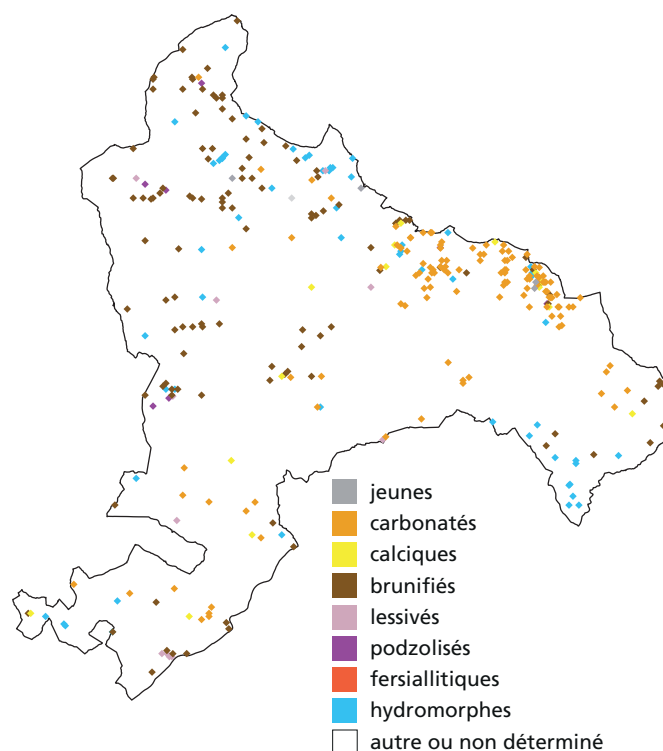 jeunes
carbonatés
calciques
brunifiés
lessivés
podzolisés
fersiallitiques
hydromorphes
autre ou non déterminé